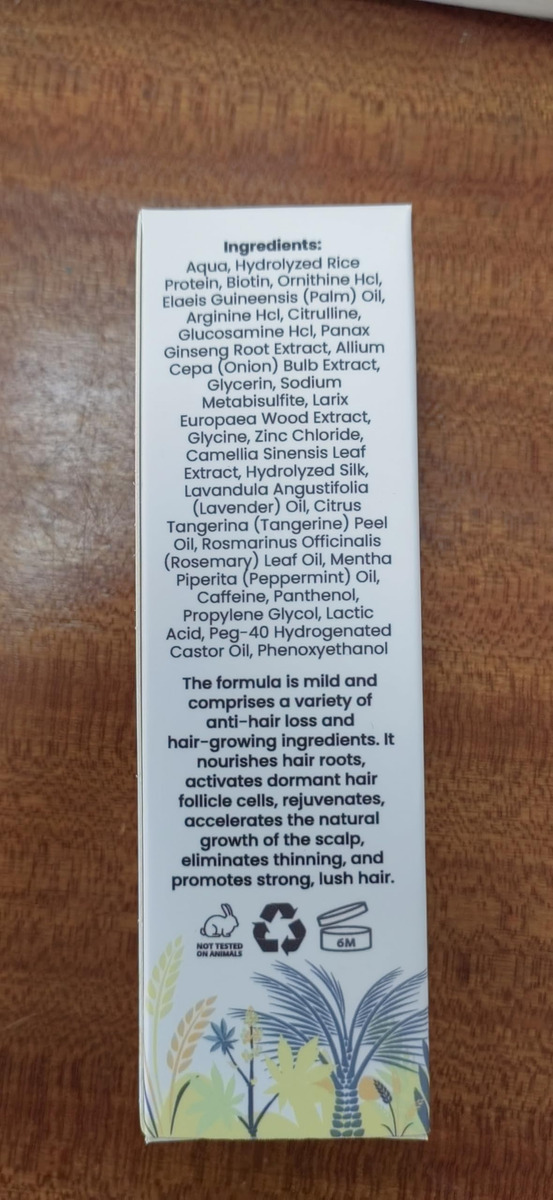 Ingredients:
Aqua, Hydrolyzed Rice
Protein, Biotin, Ornithine Hcl,
Elaeis Guineensis (Palm) Oil,
Arginine Hcl, Citrulline,
Glucosamine Hcl, Panax
Ginseng Root Extract, Allium
Cepa (Onion) Bulb Extract,
Glycerin, Sodium
Metabisulfite, Larix
Europaea Wood Extract,
Glycine, Zinc Chloride,
Camellia Sinensis Leaf
Extract, Hydrolyzed Silk,
Lavandula Angustifolia
(Lavender) Oil, Citrus
Tangerina (Tangerine) Peel
Oil, Rosmarinus Officinalis
(Rosemary) Leaf Oil, Mentha
Piperita (Peppermint) Oil,
Caffeine, Panthenol,
Propylene Glycol, Lactic
Acid, Peg-40 Hydrogenated
Castor Oil, Phenoxyethanol
The formula is mild and
comprises a variety of
anti-hair loss and
hair-growing ingredients. It
nourishes hair roots,
activates dormant hair
follicle cells, rejuvenates,
accelerates the natural
growth of the scalp,
eliminates thinning, and
promotes strong, lush hair.
NOT TESTED
ON ANIMALS
6M